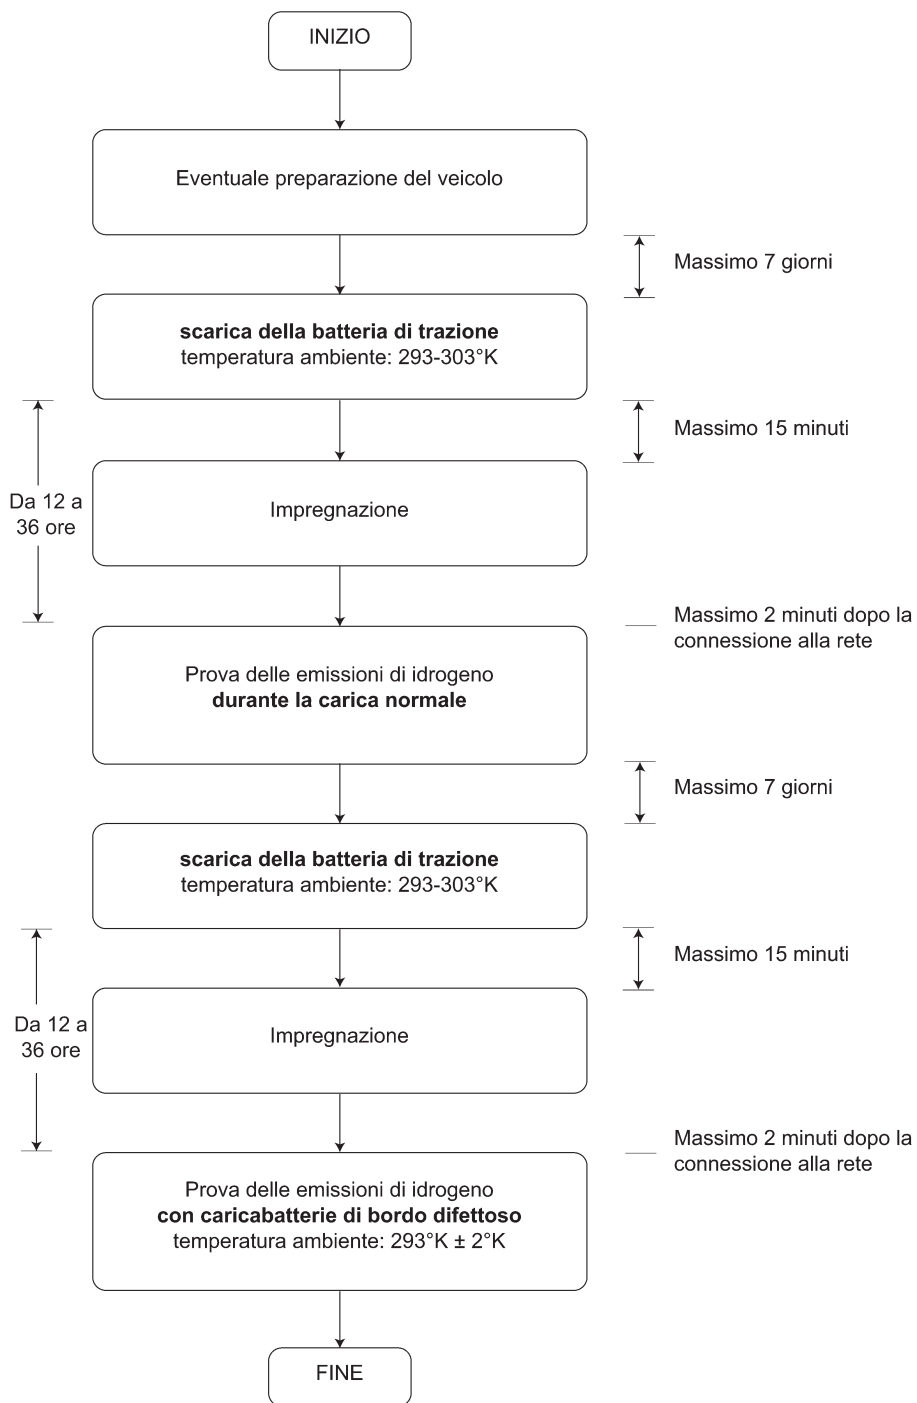 INIZIO
Eventuale preparazione del veicolo
Massimo 7 giorni
scarica della batteria di trazione
temperatura ambiente: 293-303°K
Massimo 15 minuti
Da 12 a
36 ore
Impregnazione
Massimo 2 minuti dopo la
connessione alla rete
Prova delle emissioni di idrogeno
durante la carica normale
Massimo 7 giorni
scarica della batteria di trazione
temperatura ambiente: 293-303°K
Massimo 15 minuti
Da 12 a
36 ore
Impregnazione
Massimo 2 minuti dopo la
connessione alla rete
Prova delle emissioni di idrogeno
con caricabatterie di bordo difettoso
temperatura ambiente: 293°K ± 2°K
FINE